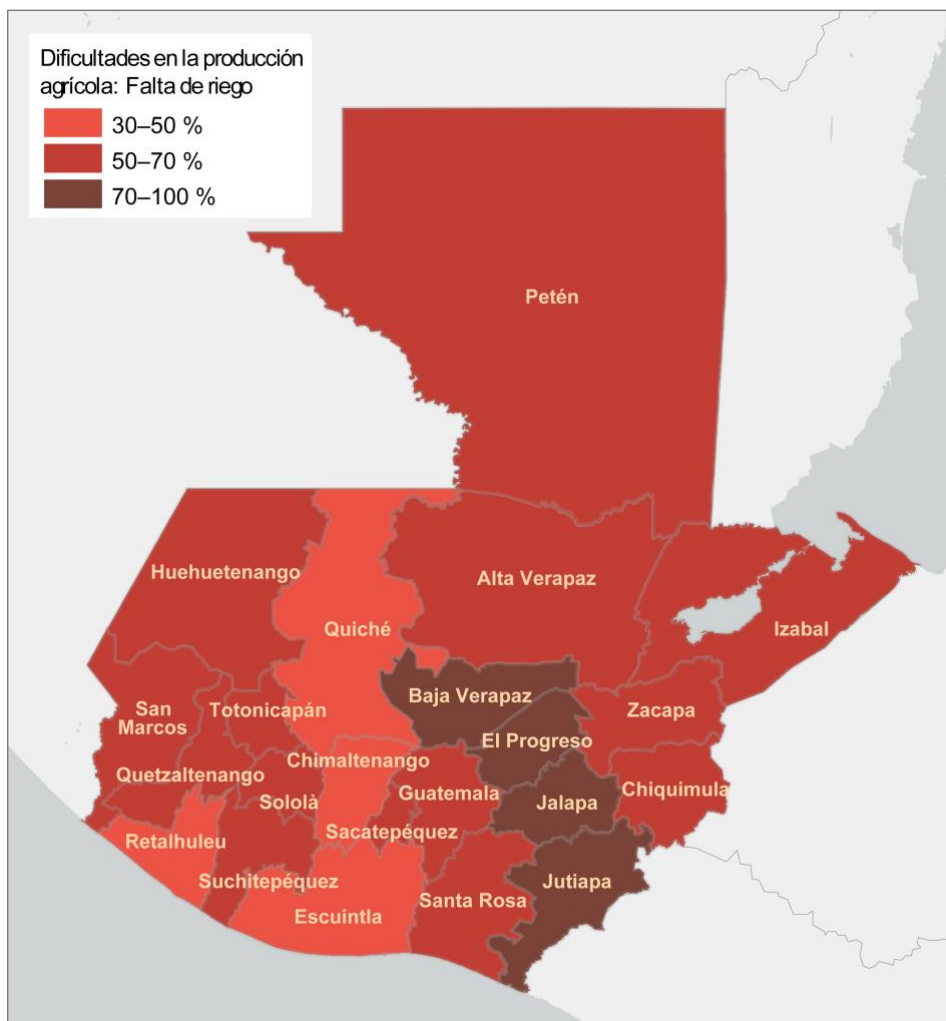 Dificultades en la producción
agrícola: Falta de riego
30–50 %
50–70 %
70–100 %
Petén
Huehuetenango
Alta Verapaz
Quiché
Izabal
Baja Verapaz
San
Marcos
Totonicapán
Zacapa
El Progreso
Chimaltenango
Quetzaltenango
Guatemala
Chiquimula
Jalapa
Sololà
Sacatepéquez
Retalhuleu
Suchitepéquez
Jutiapa
Santa Rosa
Escuintla